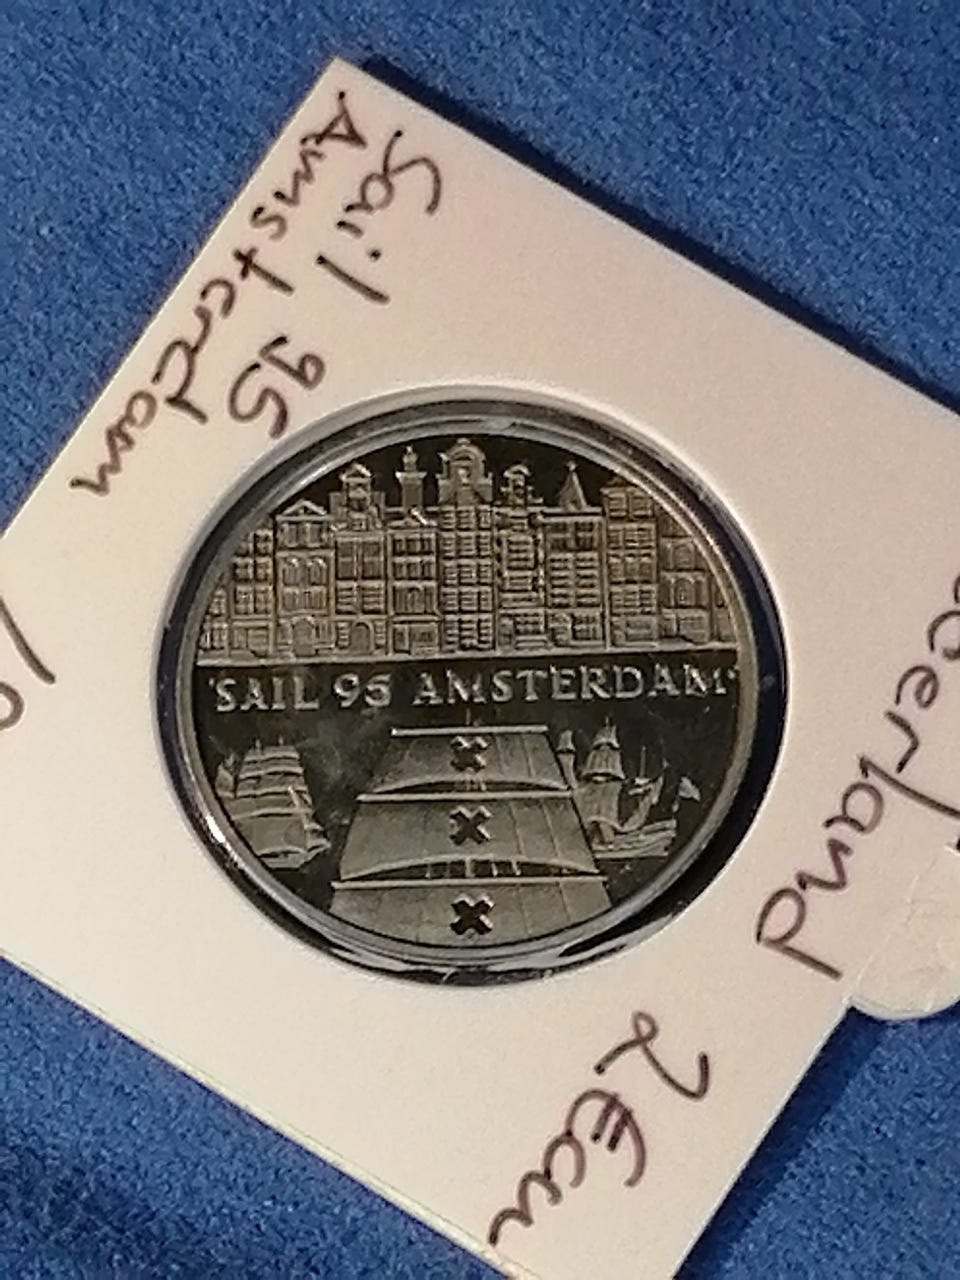 Sail 95
Amsterdam
'SAIL 95 AMSTERDAM'
2 Ecu